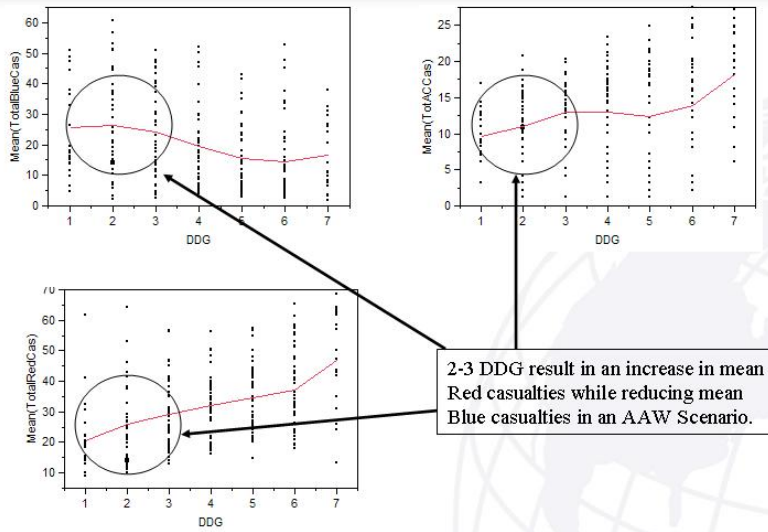 60
50
40
30
20
10
0
Mean(TotalBlueCas)
1 2 3 4 5 6 7
DDG
25
20
15
10
5
0
Mean(TotACCas)
1 2 3 4 5 6 7
DDG
70
60
50
40
30
20
10
Mean(TotalRedCas)
1 2 3 4 5 6 7
DDG
2-3 DDG result in an increase in mean
Red casualties while reducing mean
Blue casualties in an AAW Scenario.